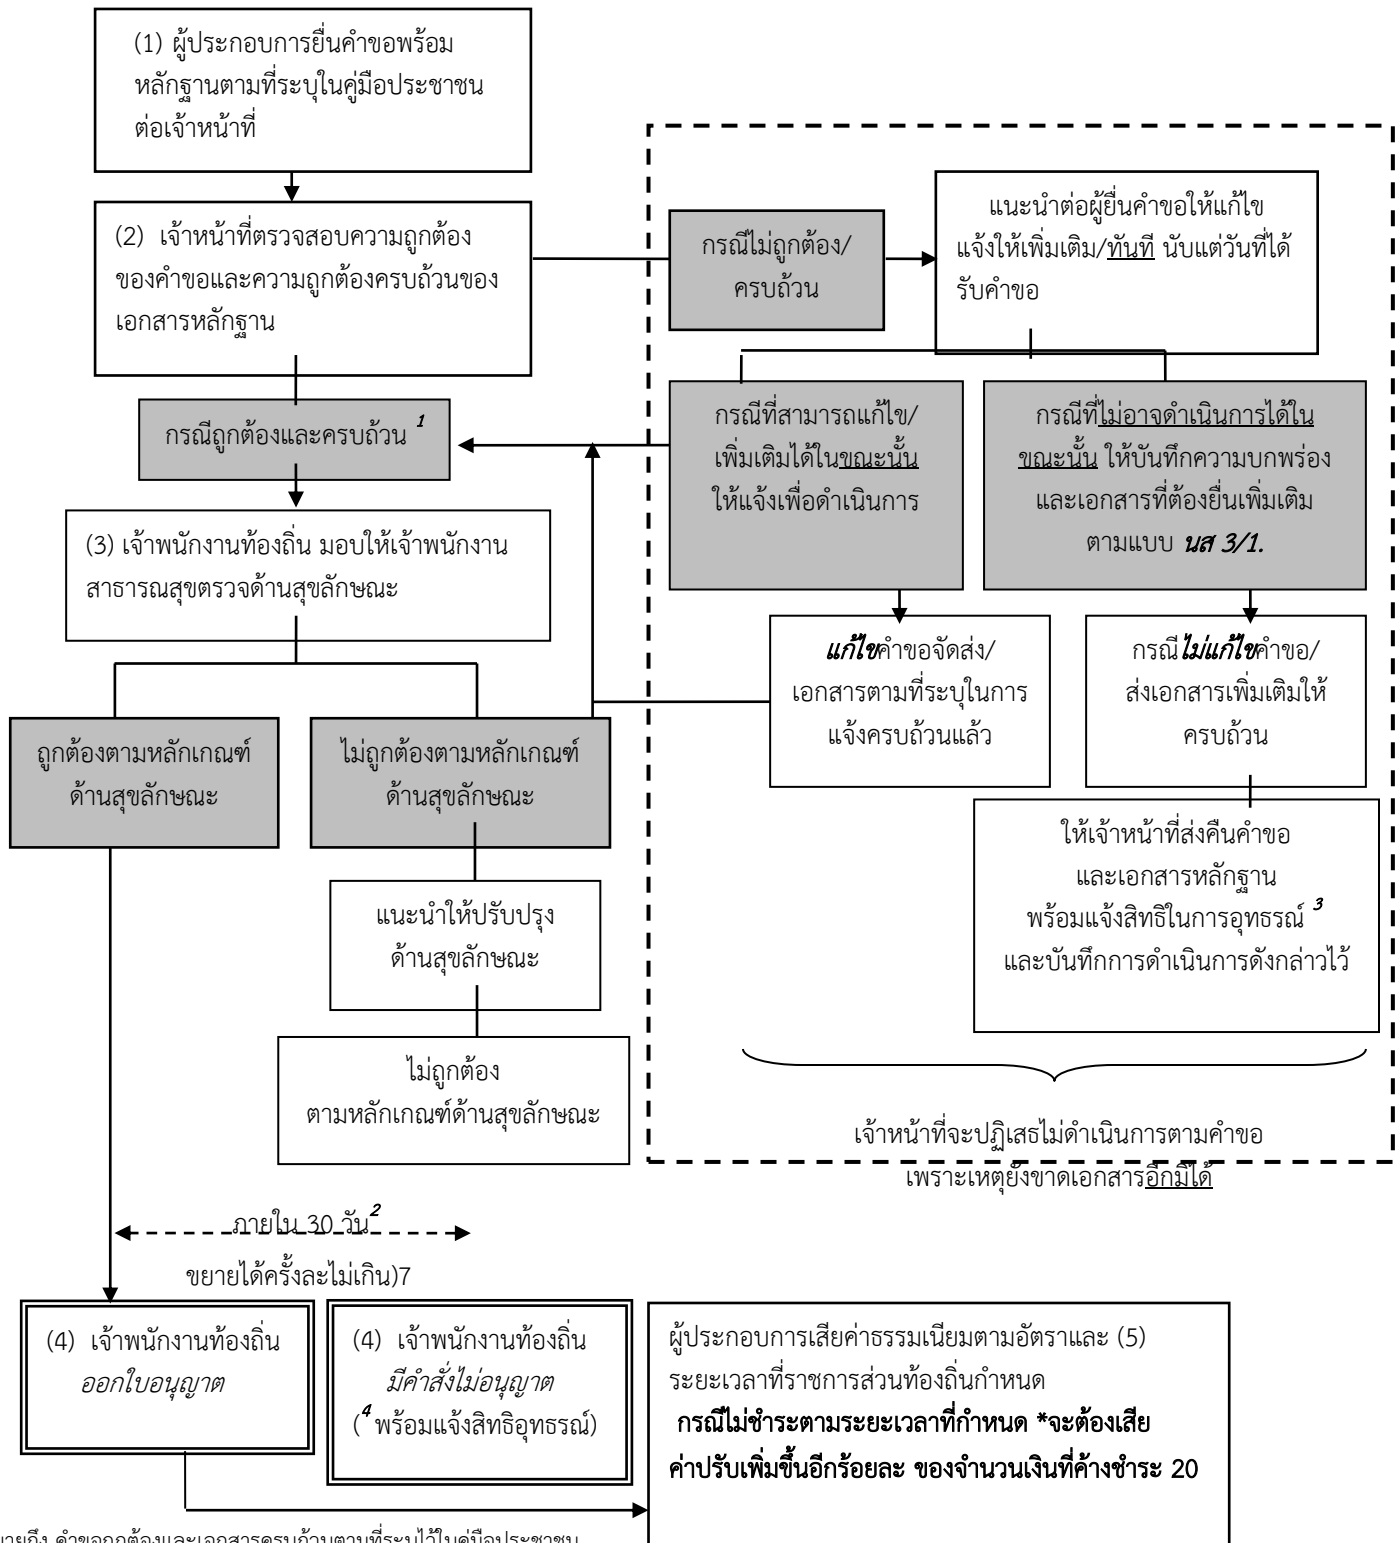 (1) ผู้ประกอบการยื่นคำขอพร้อม
หลักฐานตามที่ระบุในคู่มือประชาชน
ต่อเจ้าหน้าที่
(2) เจ้าหน้าที่ตรวจสอบความถูกต้อง
ของคำขอและความถูกต้องครบถ้วนของ
เอกสารหลักฐาน
กรณีไม่ถูกต้อง/
ครบถ้วน
แนะนำต่อผู้ยื่นคำขอให้แก้ไข
แจ้งให้เพิ่มเติม/ทันที นับแต่วันที่ได้
รับคำขอ
กรณีถูกต้องและครบถ้วน 1
กรณีที่สามารถแก้ไข/
เพิ่มเติมได้ในขณะนั้น
ให้แจ้งเพื่อดำเนินการ
กรณีที่ไม่อาจดำเนินการได้ใน
ขณะนั้น ให้บันทึกความบกพร่อง
และเอกสารที่ต้องยื่นเพิ่มเติม
ตามแบบ นส 3/1.
(3) เจ้าพนักงานท้องถิ่น มอบให้เจ้าพนักงาน
สาธารณสุขตรวจด้านสุขลักษณะ
แก้ไขคำขอจัดส่ง/
เอกสารตามที่ระบุในการ
แจ้งครบถ้วนแล้ว
กรณีไม่แก้ไขคำขอ/
ส่งเอกสารเพิ่มเติมให้
ครบถ้วน
ถูกต้องตามหลักเกณฑ์
ด้านสุขลักษณะ
ไม่ถูกต้องตามหลักเกณฑ์
ด้านสุขลักษณะ
ให้เจ้าหน้าที่ส่งคืนคำขอ
และเอกสารหลักฐาน
พร้อมแจ้งสิทธิในการอุทธรณ์ 3
และบันทึกการดำเนินการดังกล่าวไว้
แนะนำให้ปรับปรุง
ด้านสุขลักษณะ
ไม่ถูกต้อง
ตามหลักเกณฑ์ด้านสุขลักษณะ
เจ้าหน้าที่จะปฏิเสธไม่ดำเนินการตามคำขอ
เพราะเหตุยังขาดเอกสารอีกมิได้
ภายใน 30 วัน2
ขยายได้ครั้งละไม่เกิน)7
(4) เจ้าพนักงานท้องถิ่น
ออกใบอนุญาต
(4) เจ้าพนักงานท้องถิ่น
มีคำสั่งไม่อนุญาต
(4 พร้อมแจ้งสิทธิอุทธรณ์)
ผู้ประกอบการเสียค่าธรรมเนียมตามอัตราและ (5)
ระยะเวลาที่ราชการส่วนท้องถิ่นกำหนด
กรณีไม่ชำระตามระยะเวลาที่กำหนด *จะต้องเสีย
ค่าปรับเพิ่มขึ้นอีกร้อยละ ของจำนวนเงินที่ค้างชำระ 20
คำขอถูกต้องและเอกสารครบถ้วนตามที่ระบุไว้ในคู่มือประชาชน